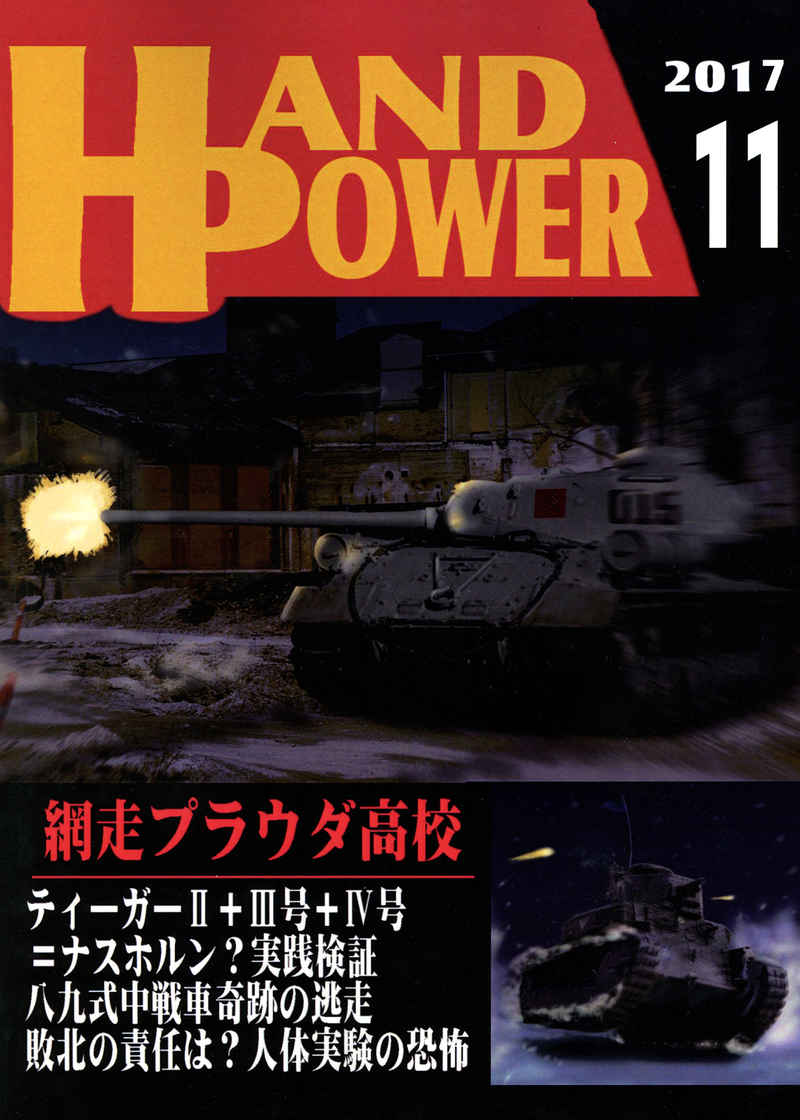 HAND
POWER
2017
11
015
網走プラウダ高校
ティーガーⅡ+Ⅲ号+Ⅳ号
=ナスホルン?実践検証
八九式中戦車奇跡の逃走
敗北の責任は?人体実験の恐怖